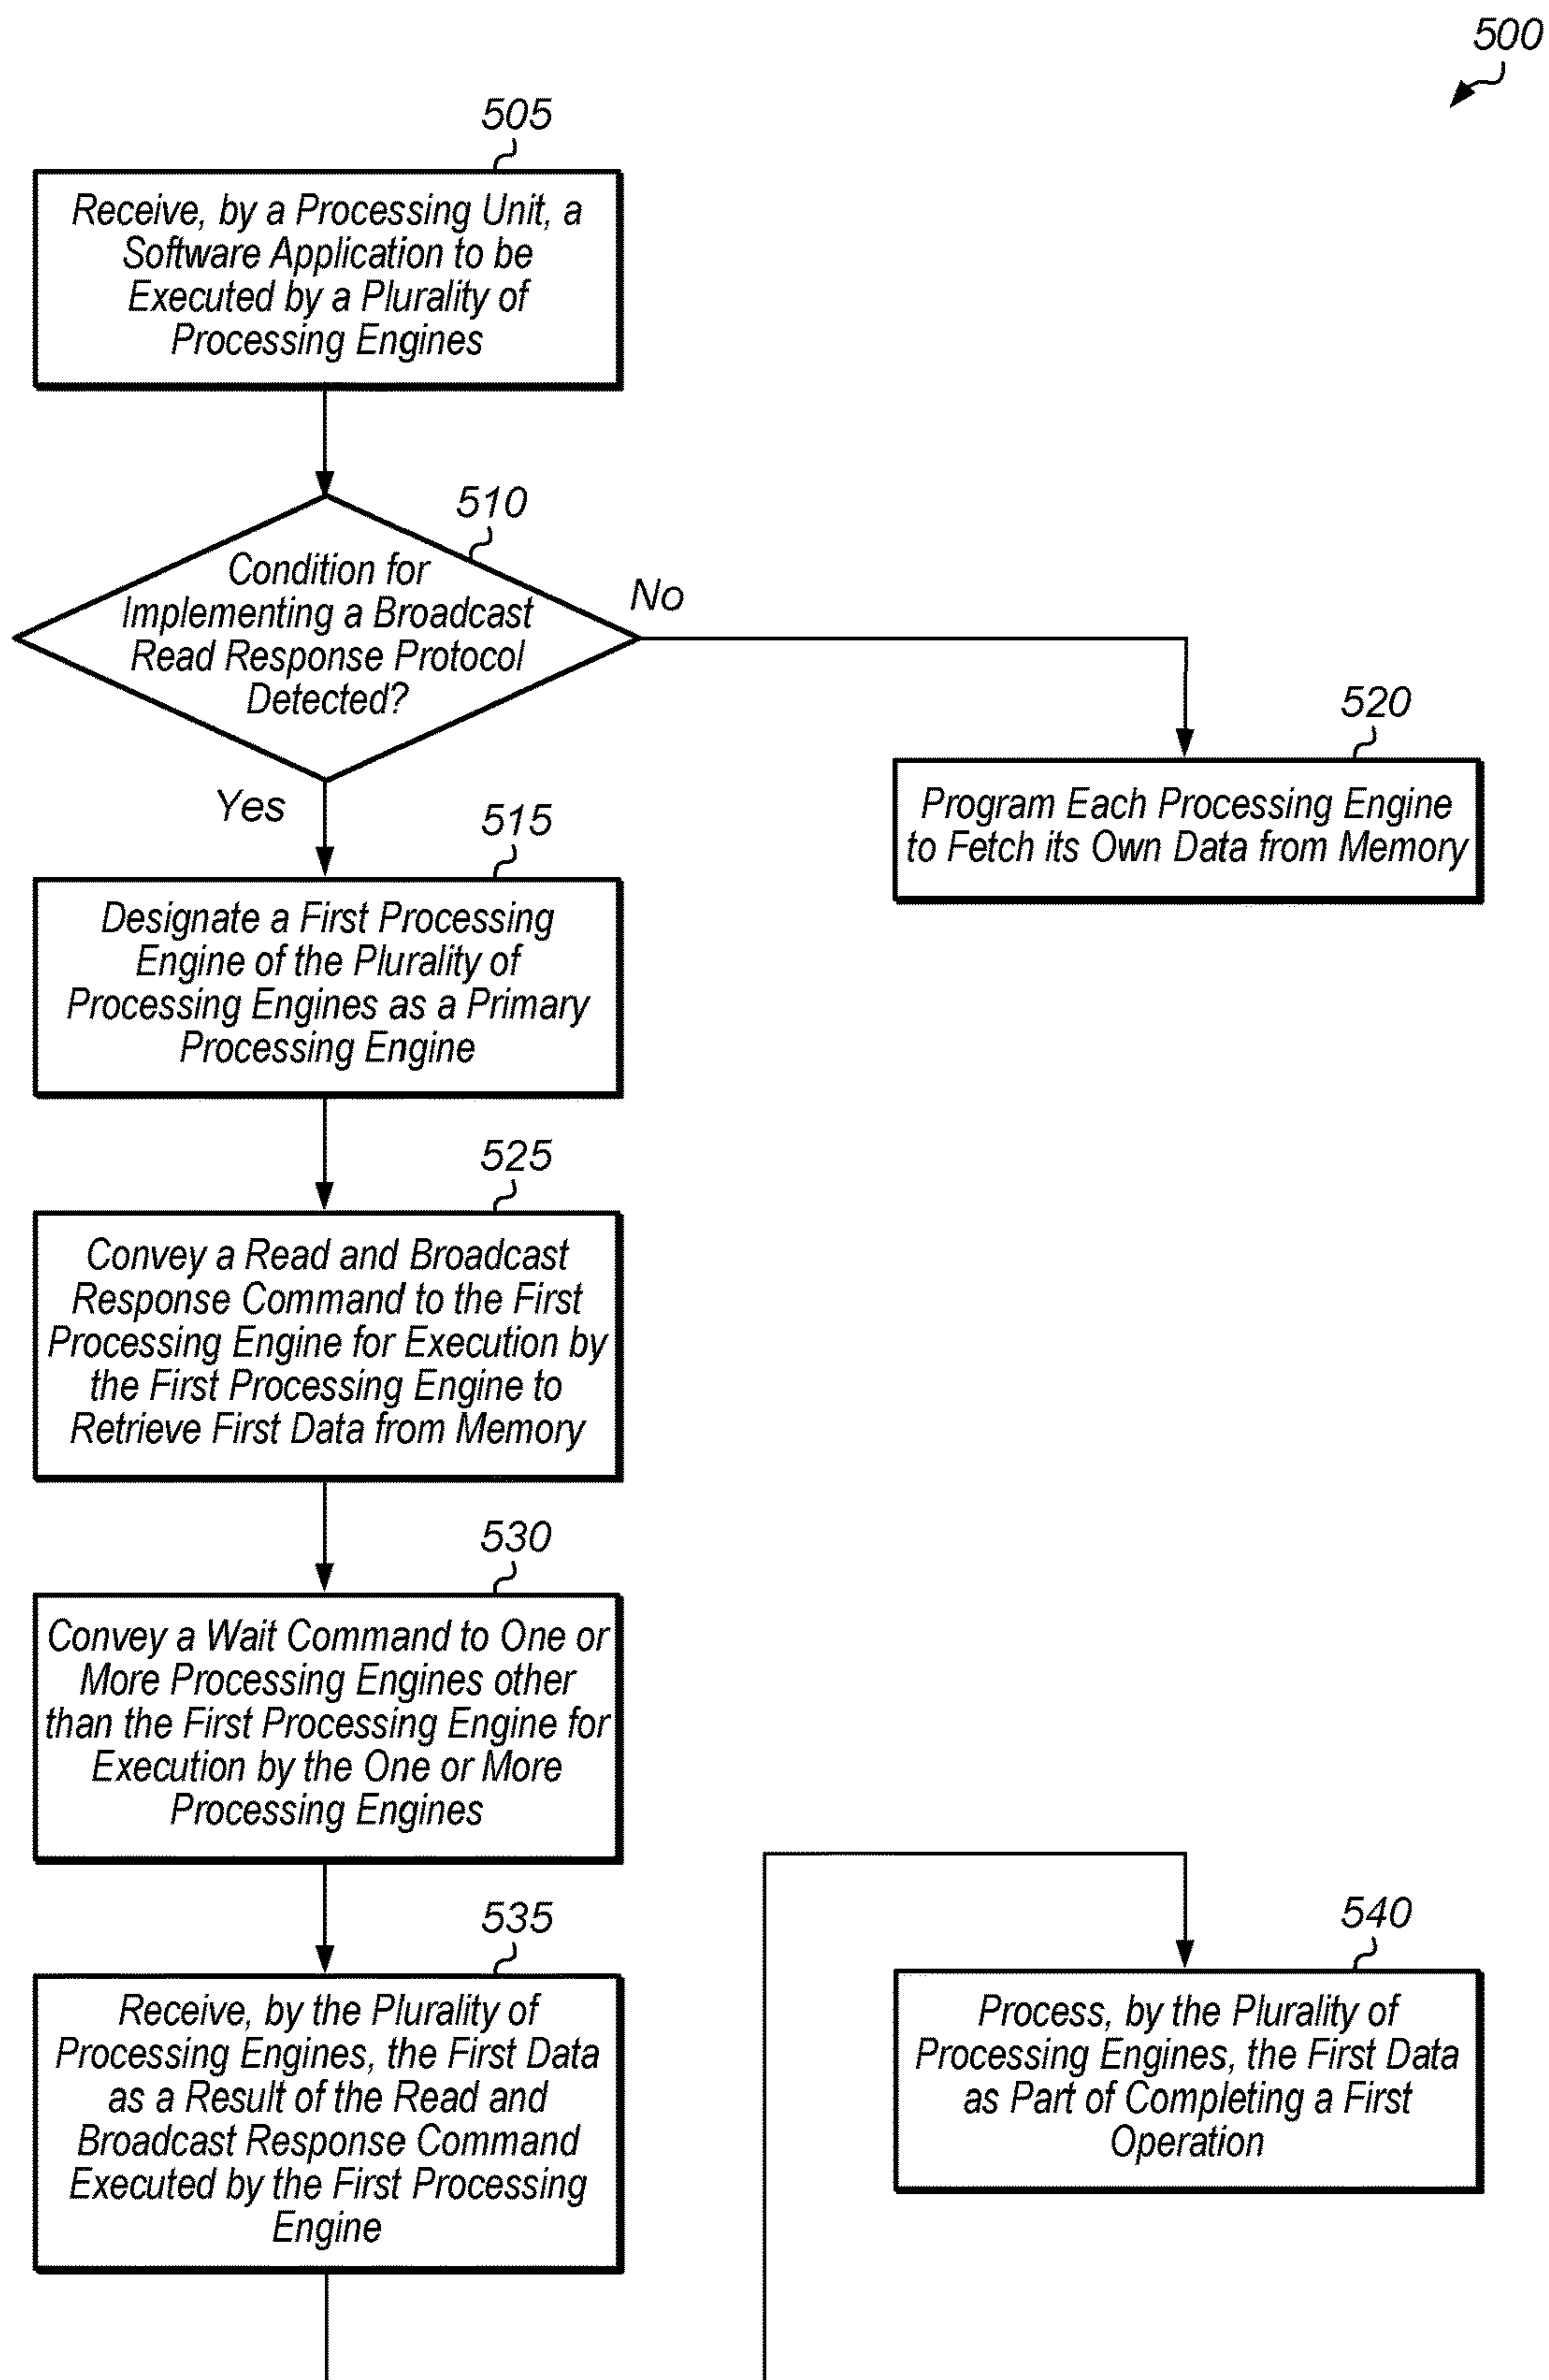 500
505
Receive, by a Processing Unit, a
Software Application to be
Executed by a Plurality of
Processing Engines
510
Condition for
Implementing a Broadcast
Read Response Protocol
Detected?
No
Yes
520
Program Each Processing Engine
to Fetch its Own Data from Memory
515
Designate a First Processing
Engine of the Plurality of
Processing Engines as a Primary
Processing Engine
525
Convey a Read and Broadcast
Response Command to the First
Processing Engine for Execution by
the First Processing Engine to
Retrieve First Data from Memory
530
Convey a Wait Command to One or
More Processing Engines other
than the First Processing Engine for
Execution by the One or More
Processing Engines
535
Receive, by the Plurality of
Processing Engines, the First Data
as a Result of the Read and
Broadcast Response Command
Executed by the First Processing
Engine
540
Process, by the Plurality of
Processing Engines, the First Data
as Part of Completing a First
Operation